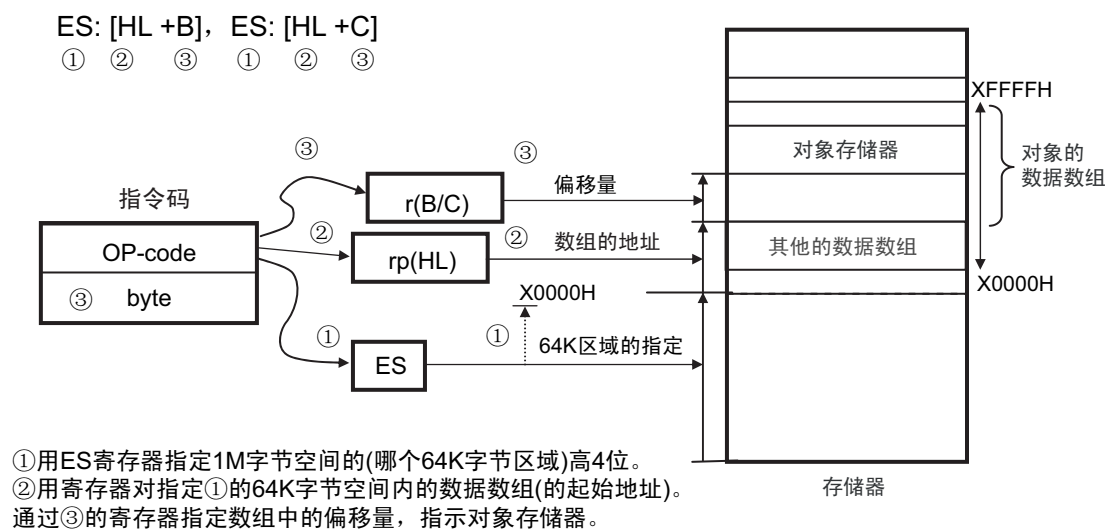 ES: [HL +B]，ES: [HL +C]
① ② ③ ① ② ③
XFFFFH
③
③
对象存储器
对象的
数据数组
指令码
r(B/C)
偏移量
OP-code
②
rp(HL)
②
数组的地址
其他的数据数组
③ byte
X0000H
X0000H
①
ES
①
64K区域的指定
①用ES寄存器指定1M字节空间的(哪个64K字节区域)高4位。
②用寄存器对指定①的64K字节空间内的数据数组(的起始地址)。
通过③的寄存器指定数组中的偏移量，指示对象存储器。
存储器